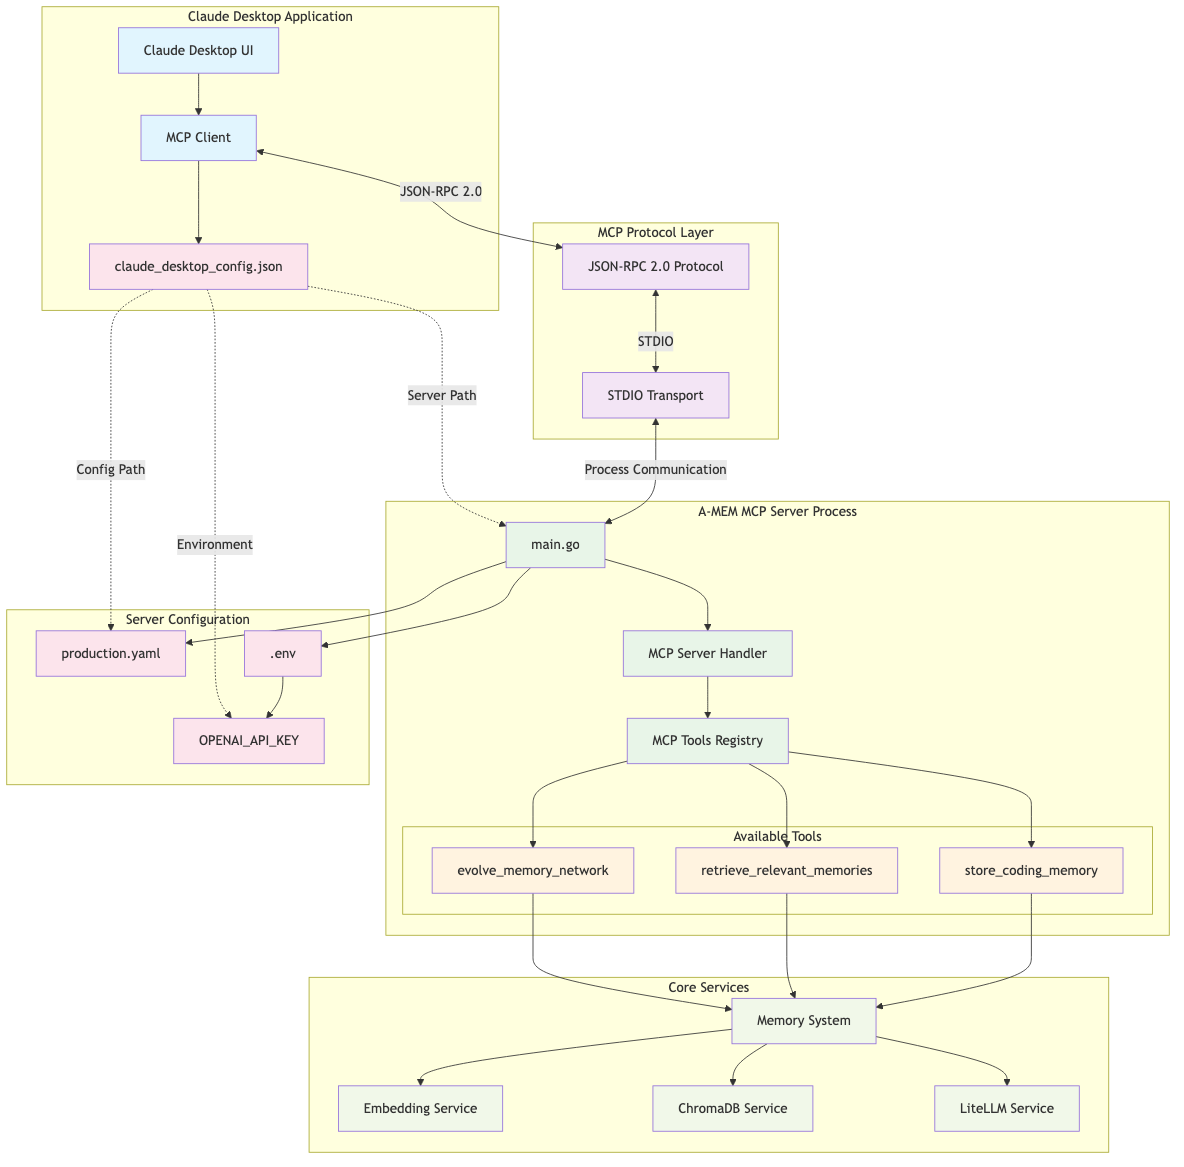 Claude Desktop Application
Claude Desktop UI
MCP Client
JSON-RPC 2.0
MCP Protocol Layer
claude_desktop_config.json
JSON-RPC 2.0 Protocol
STDIO
STDIO Transport
Server Path
Config Path
Process Communication
A-MEM MCP Server Process
main.go
Environment
Server Configuration
production.yaml
.env
MCP Server Handler
OPENAI_API_KEY
MCP Tools Registry
Available Tools
evolve_memory_network
retrieve_relevant_memories
store_coding_memory
Core Services
Memory System
Embedding Service
ChromaDB Service
LiteLLM Service